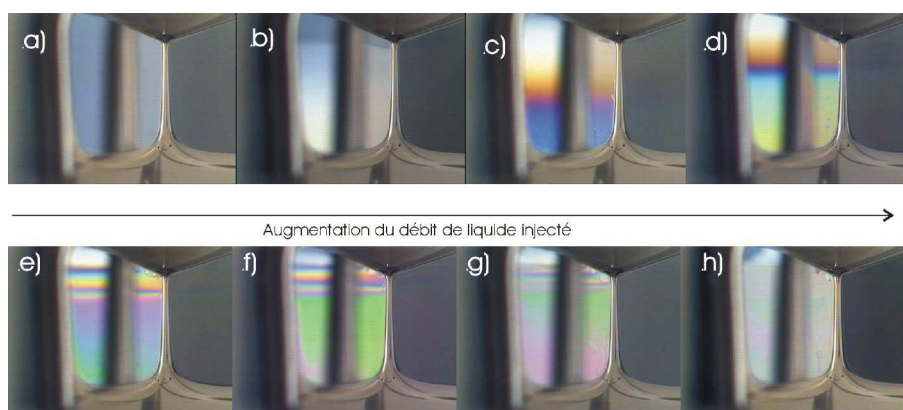 .a)
b)
.c)
.d)
Augmentation du débit de liquide injecté
.e)
.f)
.g)
.h)